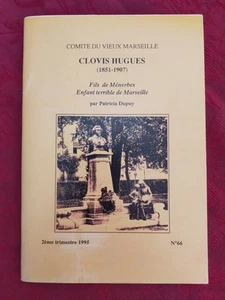 COMITE DU VIEUX MARSEILLE
CLOVIS HUGUES
(1851-1907)
Fils de Ménerbes
Enfant terrible de Marseille
par Patricia Dupuy
2ème trimestre 1995
N°66